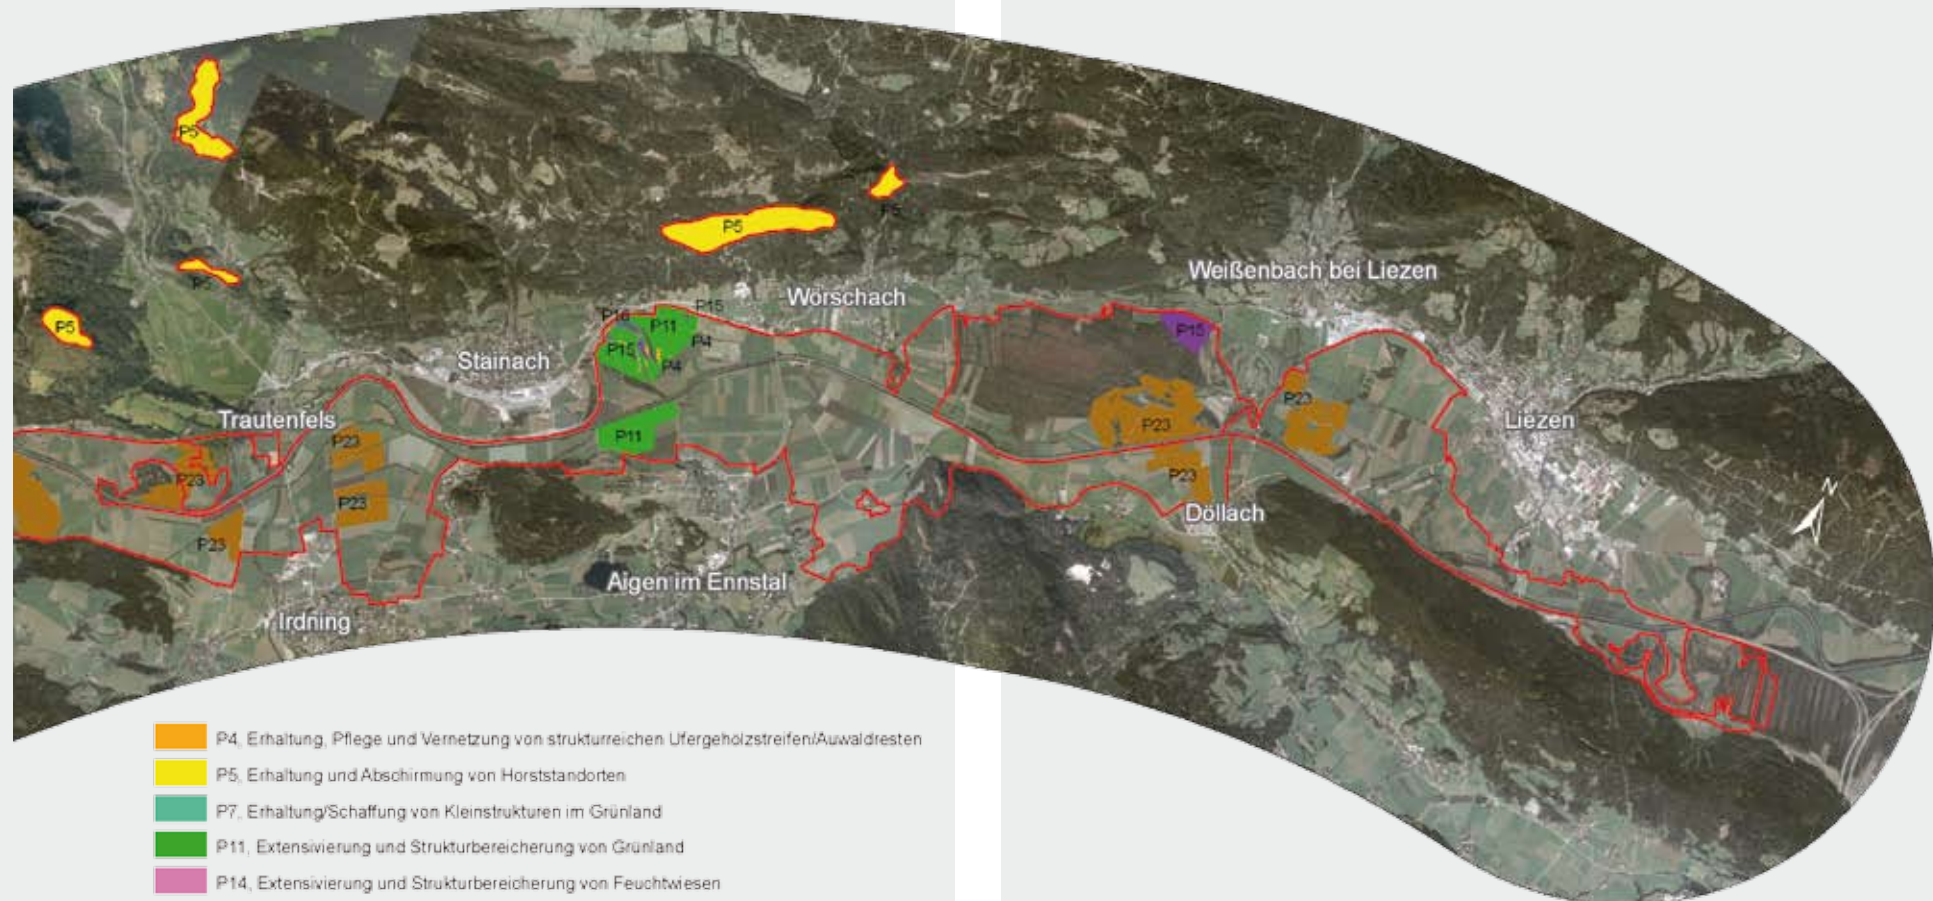 P5
P5
P5
P5
P5
Weißenbach bei Liezen
Wörschach
P15
P16
P11
P15
P4
P15
P4
Stainach
Trautenfels
P23
P11
P23
P23
Liezen
P23
P23
P23
P23
Döllach
P23
N
Aigen im Ennstal
Irdning
P4, Erhaltung, Pflege und Vernetzung von strukturreichen Ufergeholzstreifen/Auwaldresten
P5, Erhaltung und Abschirmung von Horststandorten
P7, Erhaltung/Schaffung von Kleinstrukturen im Grünland
P11, Extensivierung und Strukturbereicherung von Grünland
P14, Extensivierung und Strukturbereicherung von Feuchtwiesen